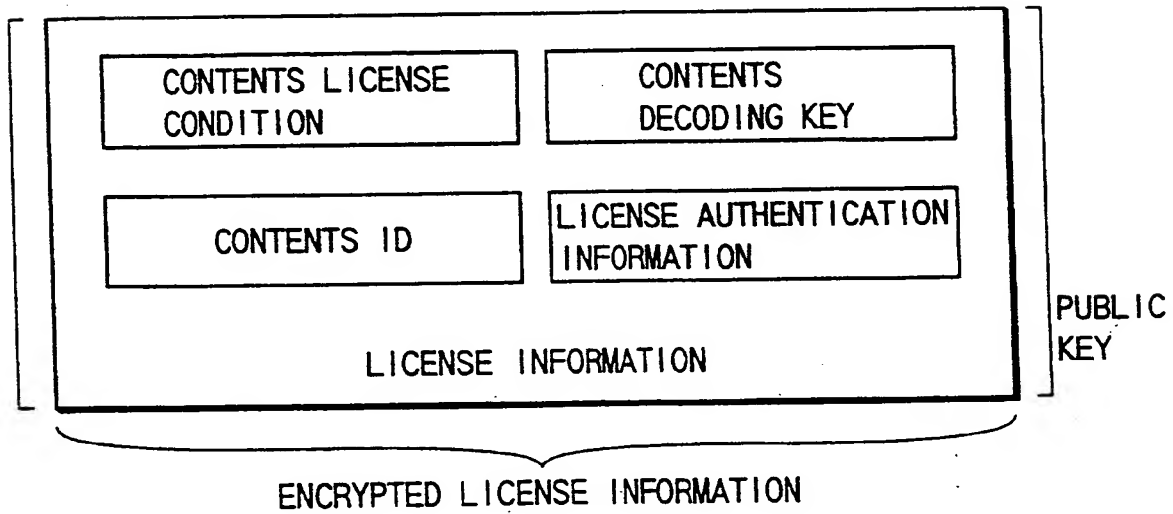 CONTENTS LICENSE
CONDITION
CONTENTS
DECODING KEY
CONTENTS ID
LICENSE AUTHENTICATION
INFORMATION
LICENSE INFORMATION
PUBLIC
KEY
ENCRYPTED LICENSE INFORMATION